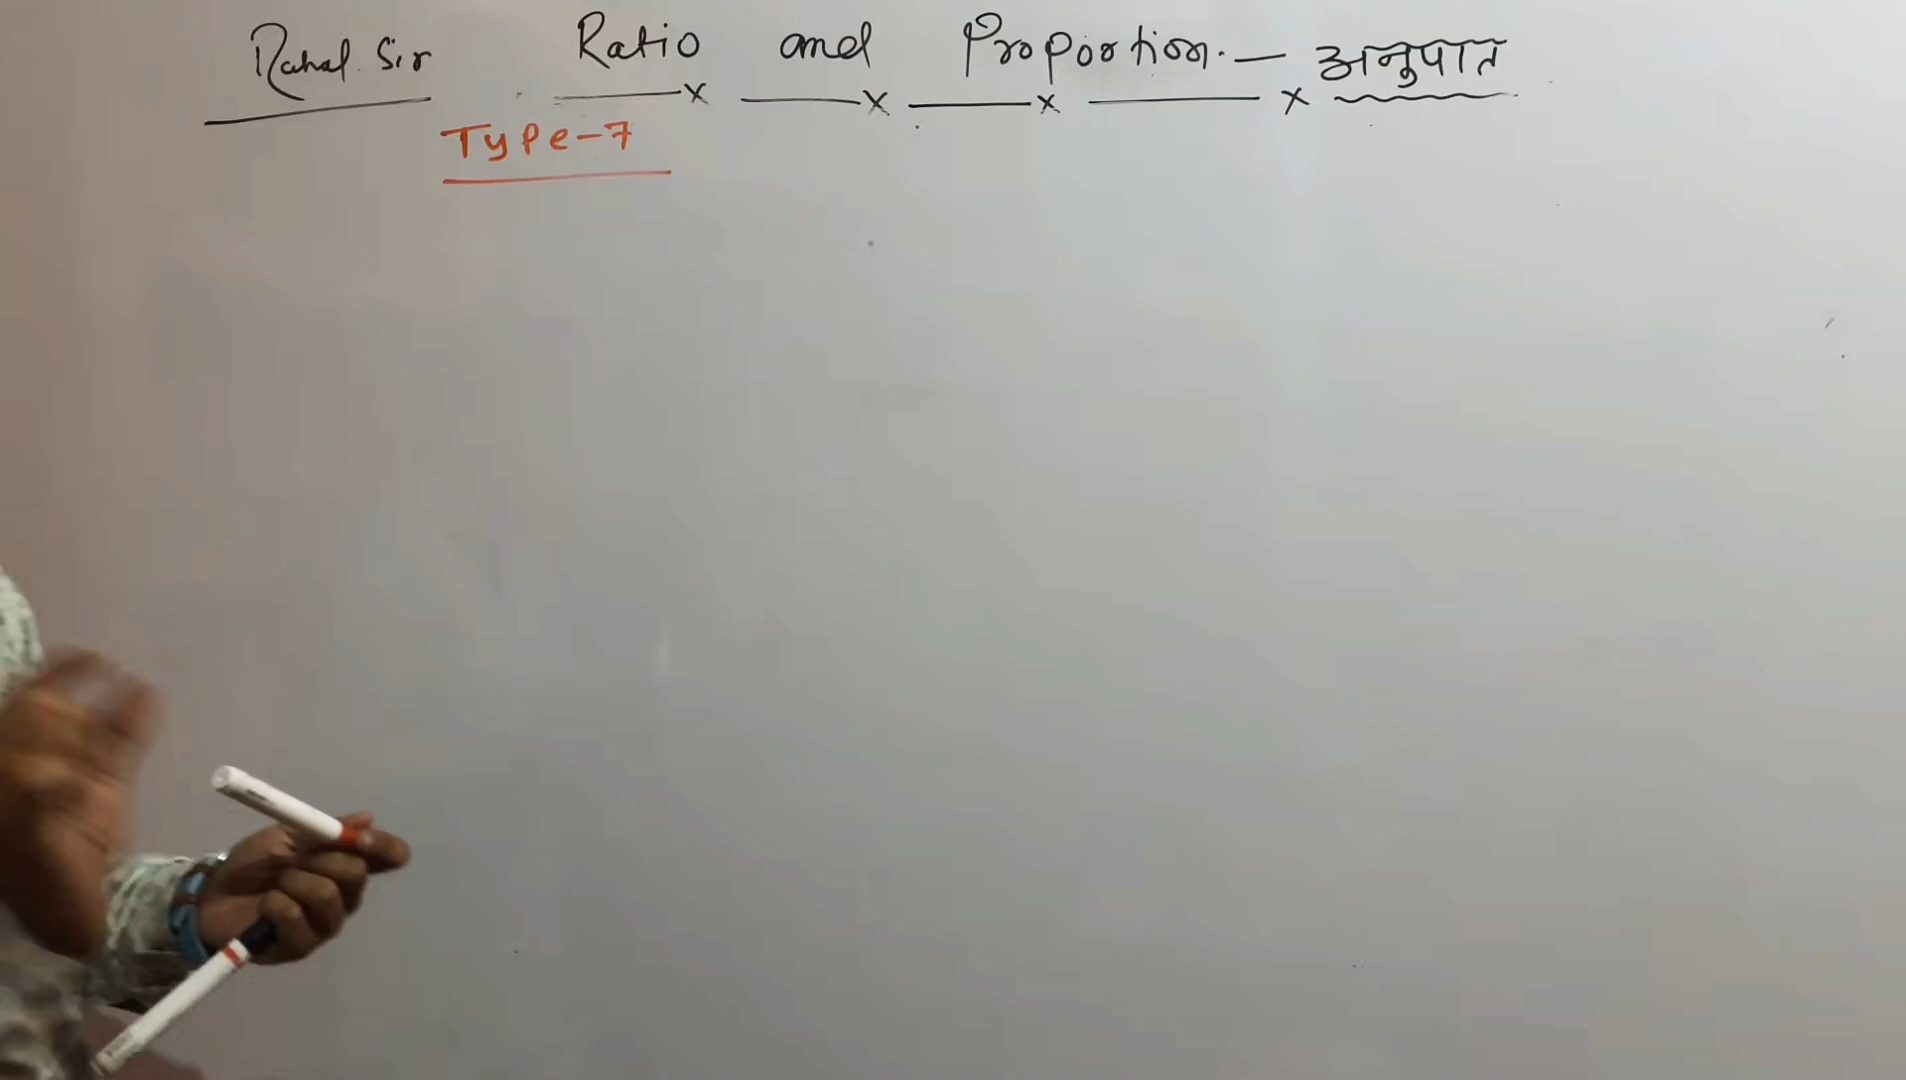 Rahul Sir Ratio and Proportion. — अनुपात
Type-7